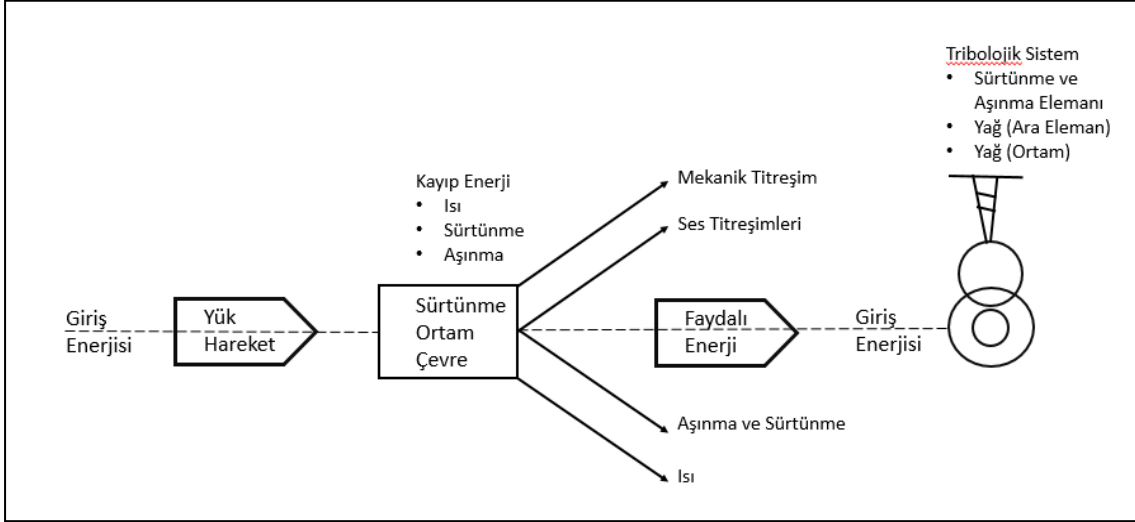 Tribolojik Sistem
• Sürtünme ve
Aşınma Elemanı
• Yağ (Ara Eleman)
• Yağ (Ortam)
Kayıp Enerji
• Isı
• Sürtünme
• Aşınma
Mekanik Titreşim
Ses Titreşimleri
Giriş
Enerjisi
Yük
Hareket
Sürtünme
Ortam
Çevre
Faydalı
Enerji
Giriş
Enerjisi
Aşınma ve Sürtünme
Isı